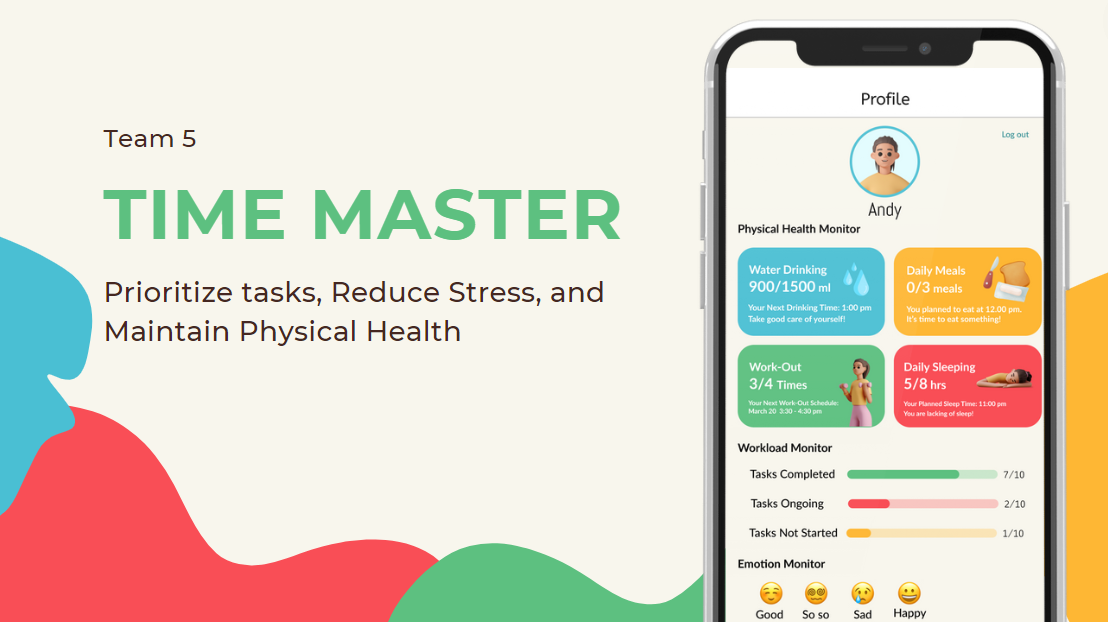 Team 5
TIME MASTER
Prioritize tasks, Reduce Stress, and
Maintain Physical Health
Profile
Log out
Andy
Physical Health Monitor
Water Drinking
900/1500 ml
Your Next Drinking Time: 1:00 pm
Take good care of yourself!
Daily Meals
0/3 meals
You planned to eat at 12.00 pm.
It's time to eat something!
Work-Out
3/4 Times
Your Next Work-Out Schedule:
March 20 3:30 - 4:30 pm
Daily Sleeping
5/8 hrs
Your Planned Sleep Time: 11:00 pm
You are lacking of sleep!
Workload Monitor
Tasks Completed 7/10
Tasks Ongoing 2/10
Tasks Not Started 1/10
Emotion Monitor
Good So so Sad Happy